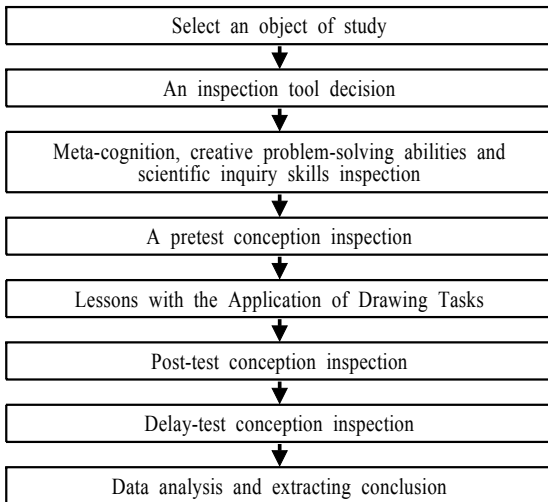 Select an object of study
An inspection tool decision
Meta-cognition, creative problem-solving abilities and
scientific inquiry skills inspection
A pretest conception inspection
Lessons with the Application of Drawing Tasks
Post-test conception inspection
Delay-test conception inspection
Data analysis and extracting conclusion